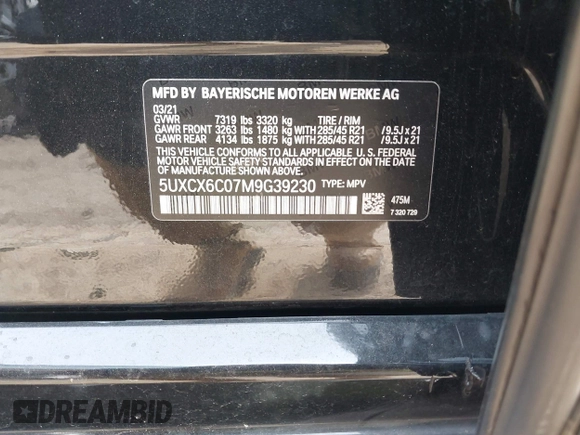 MFD BY BAYERISCHE MOTOREN WERKE AG
03/21
GVWR 7319 lbs 3320 kg TIRE / RIM
GAWR FRONT 3263 lbs 1480 kg WITH 285/45 R21 / 9.5J x 21
GAWR REAR 4134 lbs 1875 kg WITH 285/45 R21 / 9.5J x 21
THIS VEHICLE CONFORMS TO ALL APPLICABLE U. S. FEDERAL
MOTOR VEHICLE SAFETY STANDARDS IN EFFECT ON THE DATE OF
MANUFACTURE SHOWN ABOVE.
5UXCX6C07M9G39230 TYPE: MPV
475M
7 320 729
DREAMBID